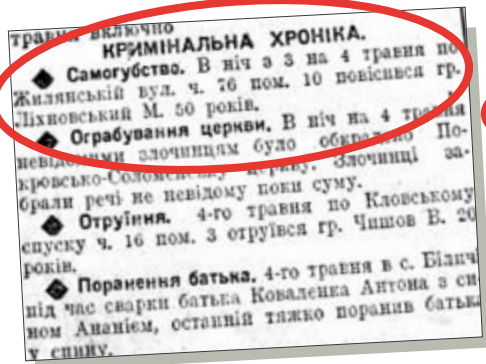 травня включно
КРИМІНАЛЬНА ХРОНІКА.
◆ Самогубство. В ніч з 3 на 4 травня по
Жилянській вул. ч. 76 пом. 10 повісився гр.
Ліхновський М. 50 років.
◆ Ограбування церкви. В ніч на 4 травня
невідомими злочинцям було обкрадено По-
кровсько-Соломенську церкву. Злочинці за-
брали речі не невідому поки суму.
◆ Отруїння. 4-го травня по Кловському
спуску ч. 16 пом. 3 отруївся гр. Чишов В. 20
років.
◆ Поранення батька. 4-го травня в с. Біличі
під час сварки батька Коваленка Антона з си-
ном Ананієм, останній тяжко поранив батька
у спину.